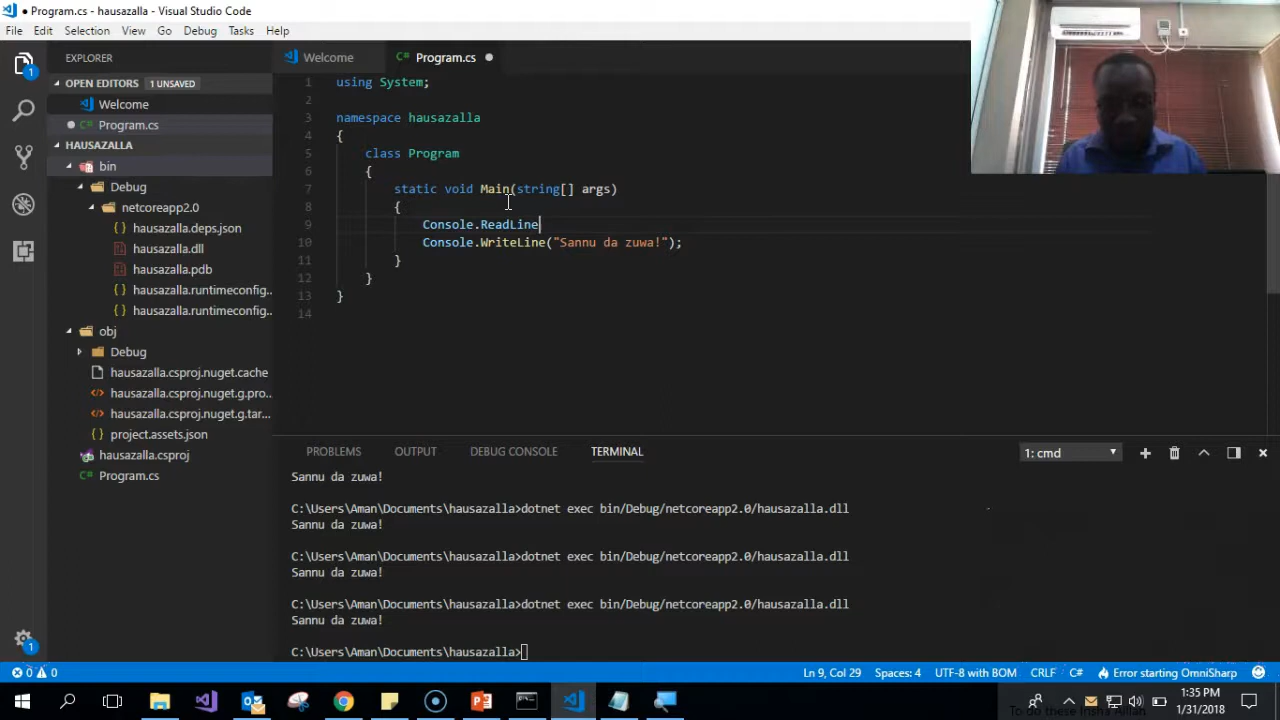 ● Program.cs - hausazalla - Visual Studio Code
File Edit Selection View Go Debug Tasks Help
EXPLORER
OPEN EDITORS 1 UNSAVED
Welcome
Program.cs
HAUSAZALLA
bin
Debug
netcoreapp2.0
hausazalla.deps.json
hausazalla.dll
hausazalla.pdb
hausazalla.runtimeconfig...
hausazalla.runtimeconfig...
obj
Debug
hausazalla.csproj.nuget.cache
hausazalla.csproj.nuget.g.pro...
hausazalla.csproj.nuget.g.tar...
project.assets.json
hausazalla.csproj
Program.cs
Welcome Program.cs ●
1 using System;
2
3 namespace hausazalla
4 {
5 class Program
6 {
7 static void Main(string[] args)
8 {
9 Console.ReadLine
10 Console.WriteLine("Sannu da zuwa!");
11 }
12 }
13 }
14
PROBLEMS OUTPUT DEBUG CONSOLE TERMINAL 1: cmd
Sannu da zuwa!
C:\Users\Aman\Documents\hausazalla>dotnet exec bin/Debug/netcoreapp2.0/hausazalla.dll
Sannu da zuwa!
C:\Users\Aman\Documents\hausazalla>dotnet exec bin/Debug/netcoreapp2.0/hausazalla.dll
Sannu da zuwa!
C:\Users\Aman\Documents\hausazalla>dotnet exec bin/Debug/netcoreapp2.0/hausazalla.dll
Sannu da zuwa!
C:\Users\Aman\Documents\hausazalla>
1
1
0 0 Ln 9, Col 29 Spaces: 4 UTF-8 with BOM CRLF C# Error starting OmniSharp
1:35 PM
1/31/2018
To do these Insha Allah